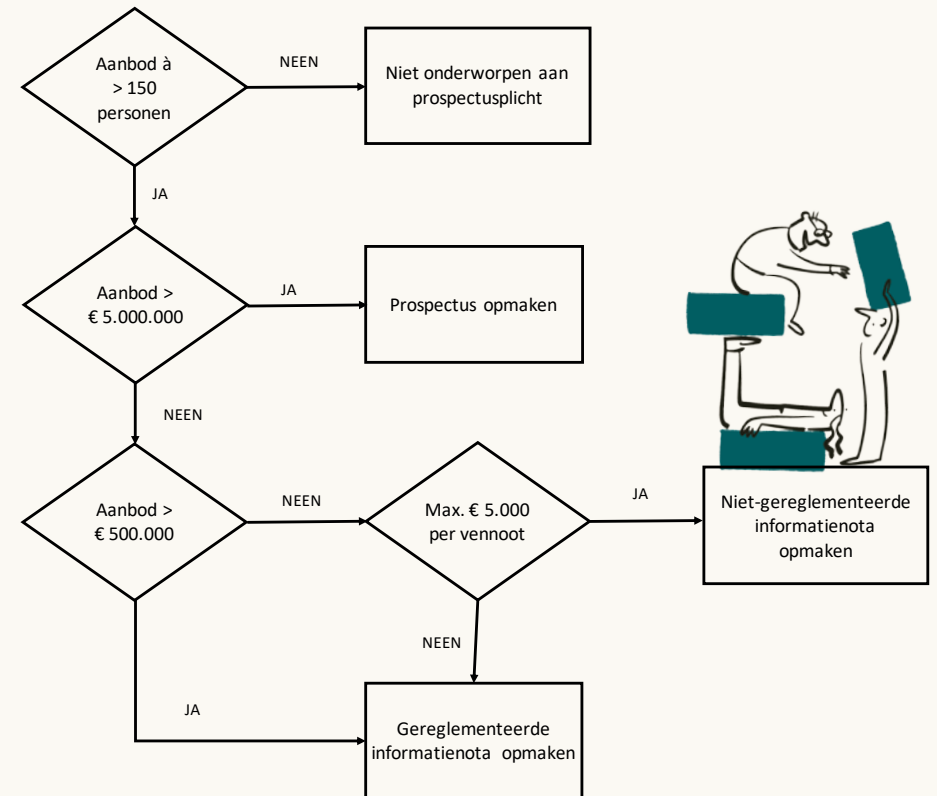 Aanbod à
> 150
personen
NEEN
Niet onderworpen aan
prospectusplicht
JA
Aanbod >
€ 5.000.000
JA
Prospectus opmaken
NEEN
Aanbod >
€ 500.000
NEEN
Max. € 5.000
per vennoot
JA
Niet-gereglementeerde
informatienota
opmaken
NEEN
JA
Gereglementeerde
informatienota opmaken